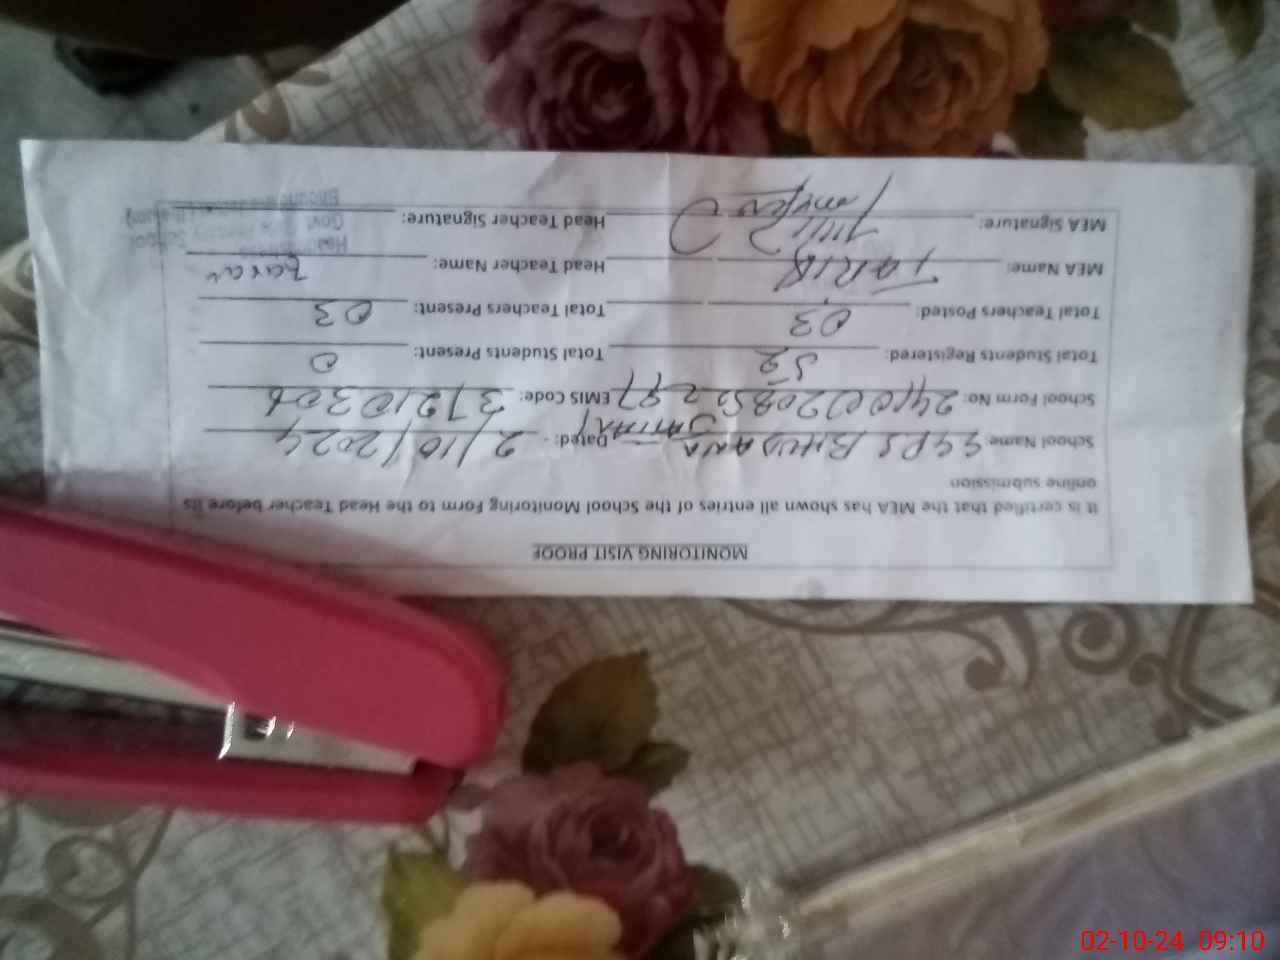 MONITORING VISIT PROOF
It is certified that the MEA has shown all entries of the School Monitoring Form to the Head Teacher before its
online submission
School Name GGPS BHUDANA Dated: - 2/10/2024
School Form No: EMIS Code: 37210306
Total Students Registered: 52 Total Students Present: 0
Total Teachers Posted: 03 Total Teachers Present: 03
MEA Name: TARIQ Head Teacher Name:
MEA Signature: Head Teacher Signature:
02-10-24 09:10